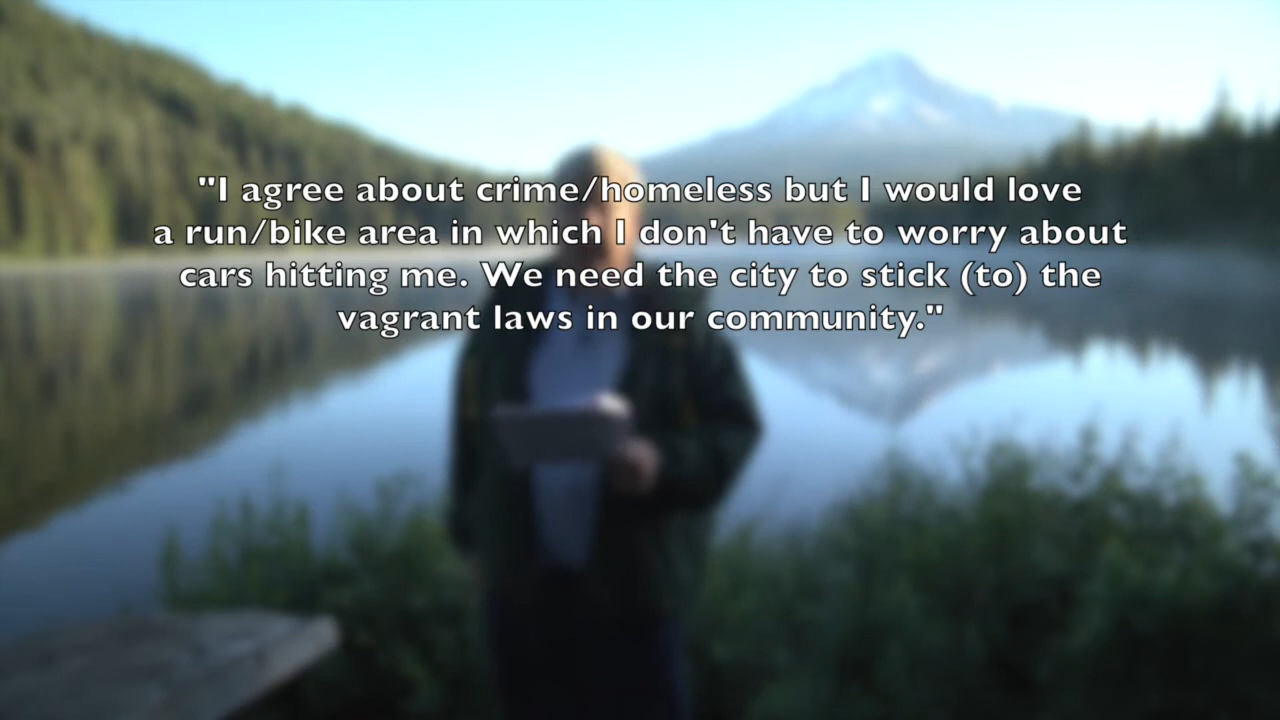 "I agree about crime/homeless but I would love
a run/bike area in which I don't have to worry about
cars hitting me. We need the city to stick (to) the
vagrant laws in our community."